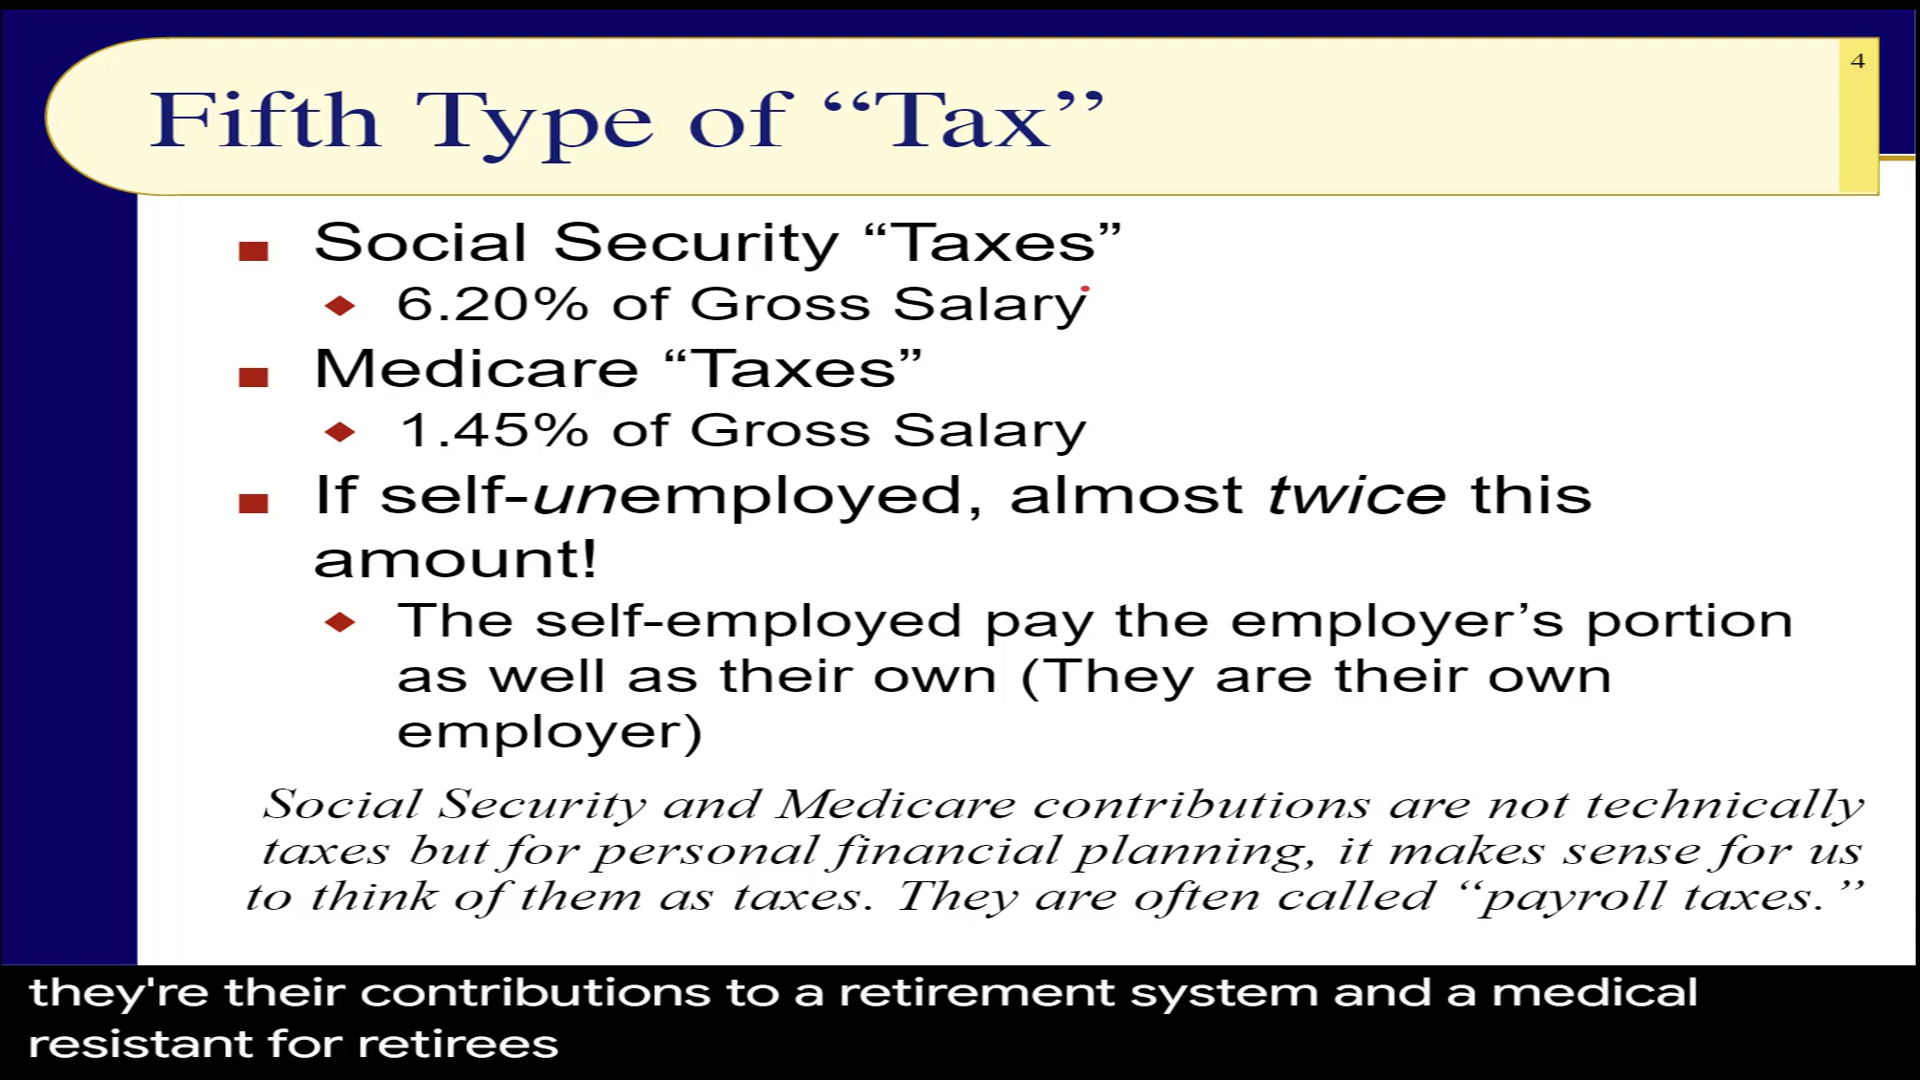 4
Fifth Type of “Tax”
Social Security “Taxes”
6.20% of Gross Salary
Medicare “Taxes”
1.45% of Gross Salary
If self-unemployed, almost twice this
amount!
The self-employed pay the employer’s portion
as well as their own (They are their own
employer)
Social Security and Medicare contributions are not technically
taxes but for personal financial planning, it makes sense for us
to think of them as taxes. They are often called “payroll taxes.”
they're their contributions to a retirement system and a medical
resistant for retirees